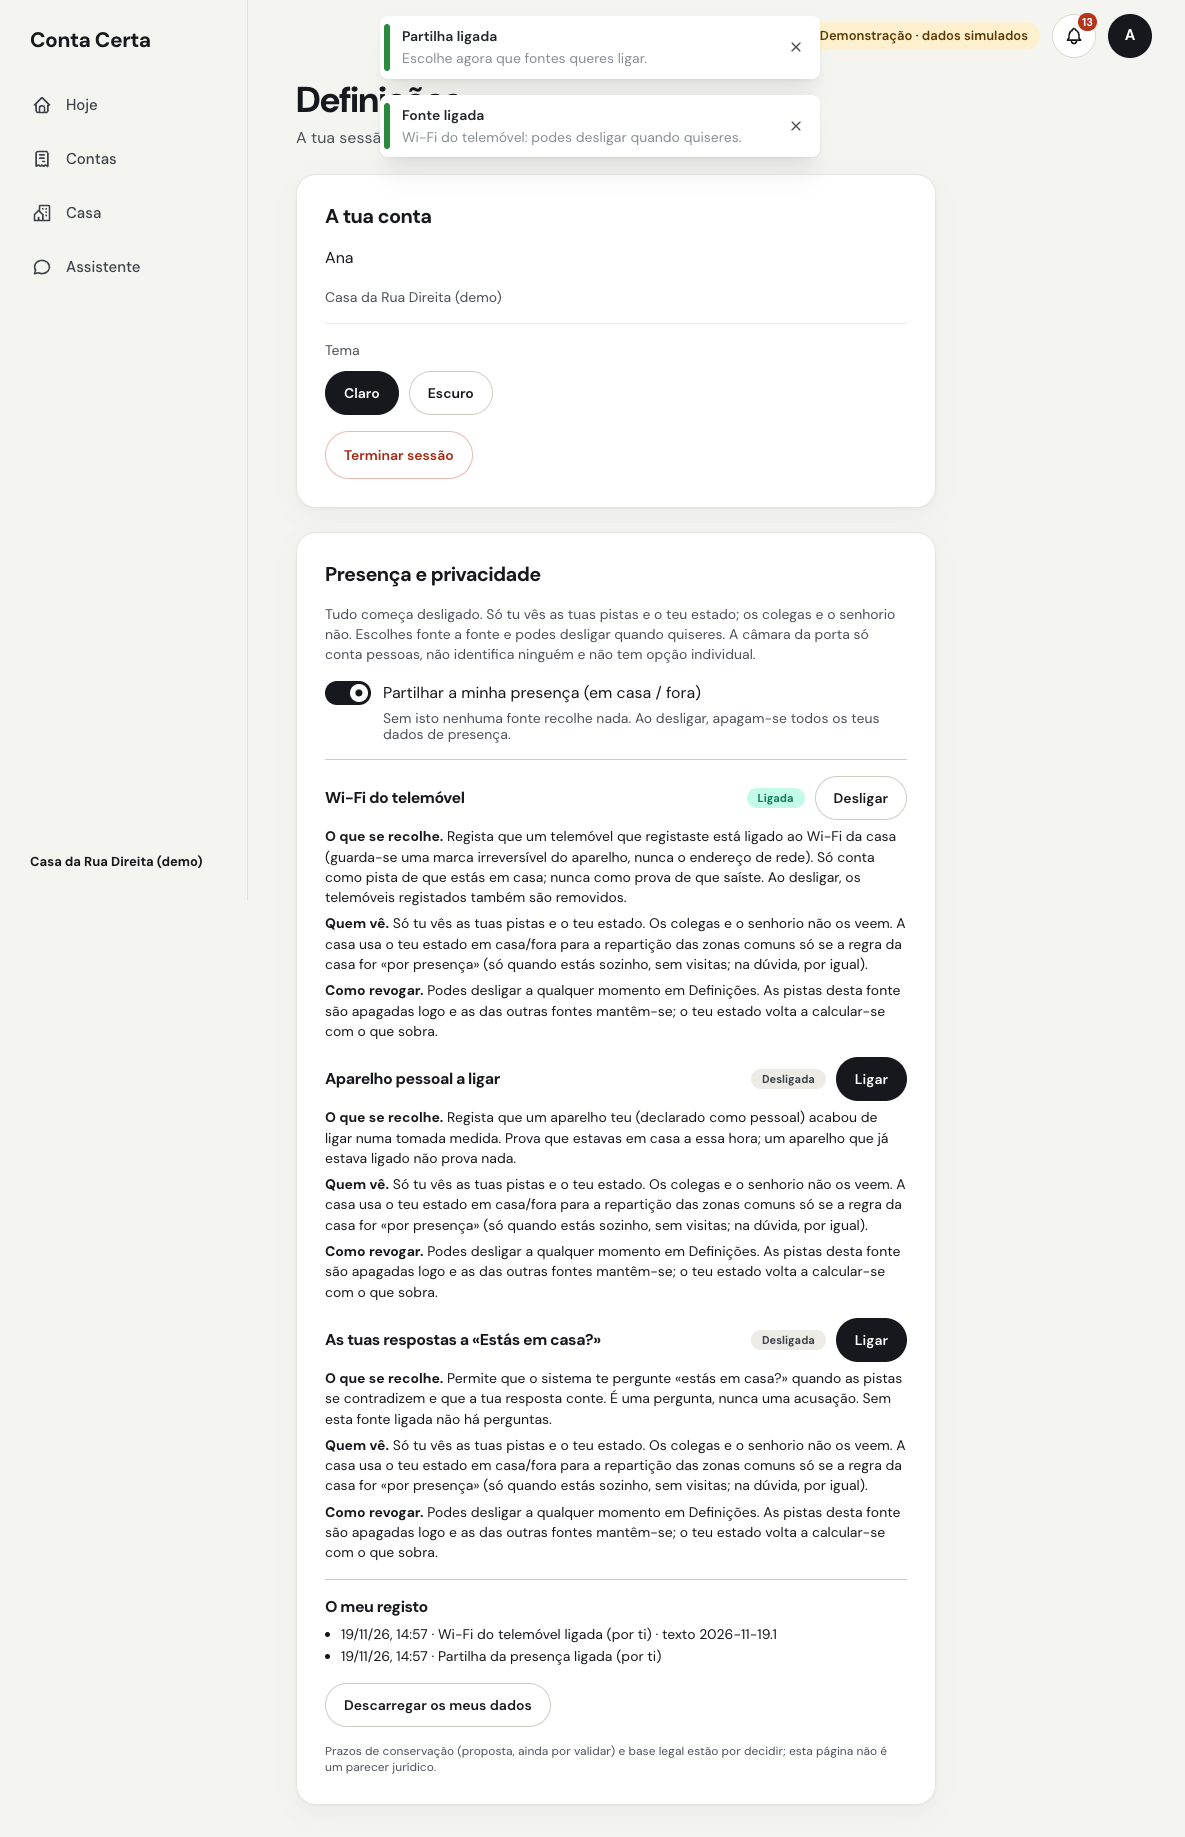 Conta Certa
Hoje
Contas
Casa
Assistente
Casa da Rua Direita (demo)
Partilha ligada
Escolhe agora que fontes queres ligar.
Fonte ligada
Wi-Fi do telemóvel: podes desligar quando quiseres.
Demonstração · dados simulados
13
A
Definições
A tua sessã
A tua conta
Ana
Casa da Rua Direita (demo)
Tema
Claro
Escuro
Terminar sessão
Presença e privacidade
Tudo começa desligado. Só tu vês as tuas pistas e o teu estado; os colegas e o senhorio
não. Escolhes fonte a fonte e podes desligar quando quiseres. A câmara da porta só
conta pessoas, não identifica ninguém e não tem opção individual.
Partilhar a minha presença (em casa / fora)
Sem isto nenhuma fonte recolhe nada. Ao desligar, apagam-se todos os teus
dados de presença.
Wi-Fi do telemóvel
Ligada
Desligar
O que se recolhe. Regista que um telemóvel que registaste está ligado ao Wi-Fi da casa
(guarda-se uma marca irreversível do aparelho, nunca o endereço de rede). Só conta
como pista de que estás em casa; nunca como prova de que saíste. Ao desligar, os
telemóveis registados também são removidos.
Quem vê. Só tu vês as tuas pistas e o teu estado. Os colegas e o senhorio não os veem. A
casa usa o teu estado em casa/fora para a repartição das zonas comuns só se a regra da
casa for «por presença» (só quando estás sozinho, sem visitas; na dúvida, por igual).
Como revogar. Podes desligar a qualquer momento em Definições. As pistas desta fonte
são apagadas logo e as das outras fontes mantêm-se; o teu estado volta a calcular-se
com o que sobra.
Aparelho pessoal a ligar
Desligada
Ligar
O que se recolhe. Regista que um aparelho teu (declarado como pessoal) acabou de
ligar numa tomada medida. Prova que estavas em casa a essa hora; um aparelho que já
estava ligado não prova nada.
Quem vê. Só tu vês as tuas pistas e o teu estado. Os colegas e o senhorio não os veem. A
casa usa o teu estado em casa/fora para a repartição das zonas comuns só se a regra da
casa for «por presença» (só quando estás sozinho, sem visitas; na dúvida, por igual).
Como revogar. Podes desligar a qualquer momento em Definições. As pistas desta fonte
são apagadas logo e as das outras fontes mantêm-se; o teu estado volta a calcular-se
com o que sobra.
As tuas respostas a «Estás em casa?»
Desligada
Ligar
O que se recolhe. Permite que o sistema te pergunte «estás em casa?» quando as pistas
se contradizem e que a tua resposta conte. É uma pergunta, nunca uma acusação. Sem
esta fonte ligada não há perguntas.
Quem vê. Só tu vês as tuas pistas e o teu estado. Os colegas e o senhorio não os veem. A
casa usa o teu estado em casa/fora para a repartição das zonas comuns só se a regra da
casa for «por presença» (só quando estás sozinho, sem visitas; na dúvida, por igual).
Como revogar. Podes desligar a qualquer momento em Definições. As pistas desta fonte
são apagadas logo e as das outras fontes mantêm-se; o teu estado volta a calcular-se
com o que sobra.
O meu registo
19/11/26, 14:57 · Wi-Fi do telemóvel ligada (por ti) · texto 2026-11-19.1
19/11/26, 14:57 · Partilha da presença ligada (por ti)
Descarregar os meus dados
Prazos de conservação (proposta, ainda por validar) e base legal estão por decidir; esta página não é
um parecer jurídico.